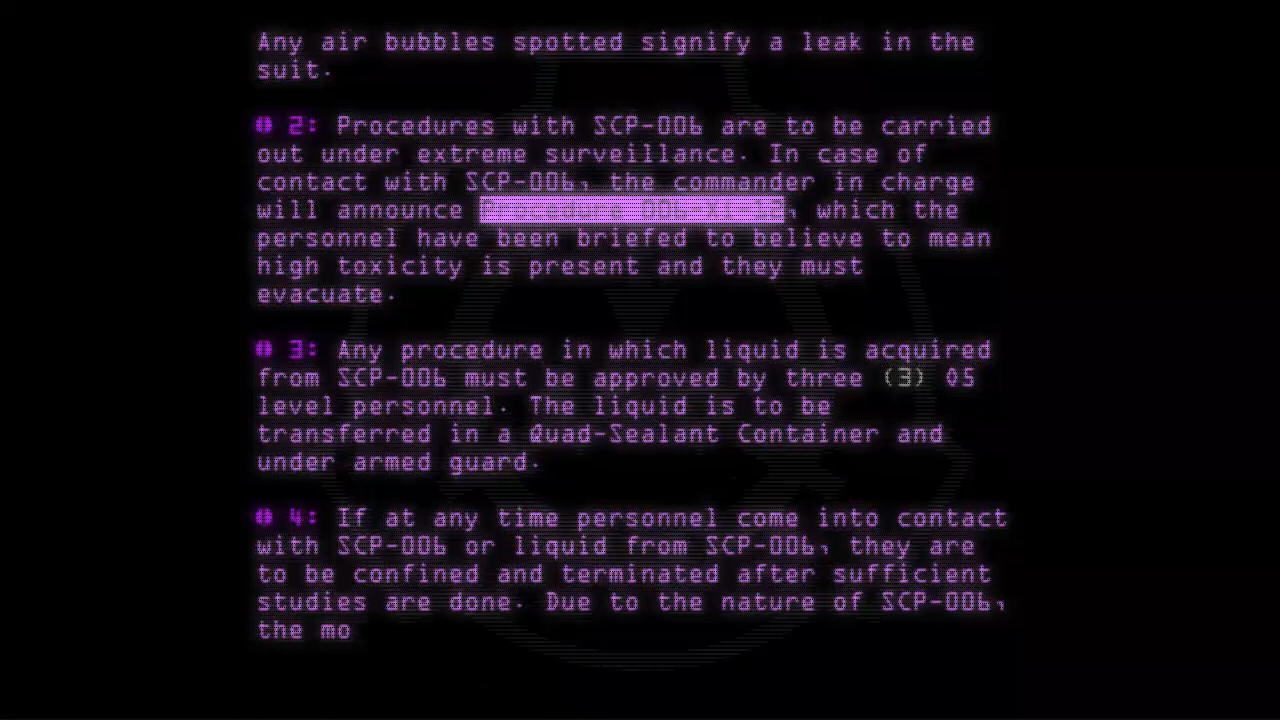 Any air bubbles spotted signify a leak in the
suit.
# 2: Procedures with SCP-006 are to be carried
out under extreme surveillance. In case of
contact with SCP-006, the commander in charge
will announce Procedure 006-Xi-12, which the
personnel have been briefed to believe to mean
high toxicity is present and they must
evacuate.
# 3: Any procedure in which liquid is acquired
from SCP-006 must be approved by three (3) O5
level personnel. The liquid is to be
transferred in a Quad-Sealant Container and
under armed guard.
# 4: If at any time personnel come into contact
with SCP-006 or liquid from SCP-006, they are
to be confined and terminated after sufficient
studies are done. Due to the nature of SCP-006,
the mo